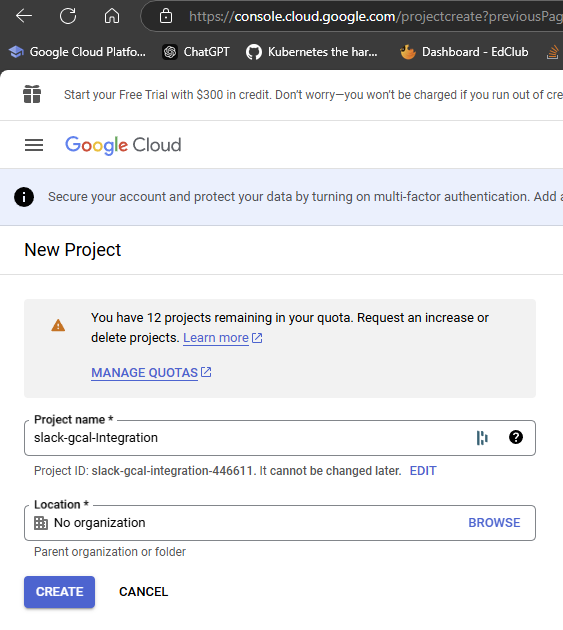 https://console.cloud.google.com/projectcreate?previousPag
Google Cloud Platfo... ChatGPT Kubernetes the har... Dashboard - EdClub
Start your Free Trial with $300 in credit. Don't worry—you won't be charged if you run out of cre
Google Cloud
Secure your account and protect your data by turning on multi-factor authentication. Add a
New Project
You have 12 projects remaining in your quota. Request an increase or
delete projects. Learn more
MANAGE QUOTAS
Project name *
slack-gcal-Integration
Project ID: slack-gcal-integration-446611. It cannot be changed later. EDIT
Location *
No organization BROWSE
Parent organization or folder
CREATE CANCEL